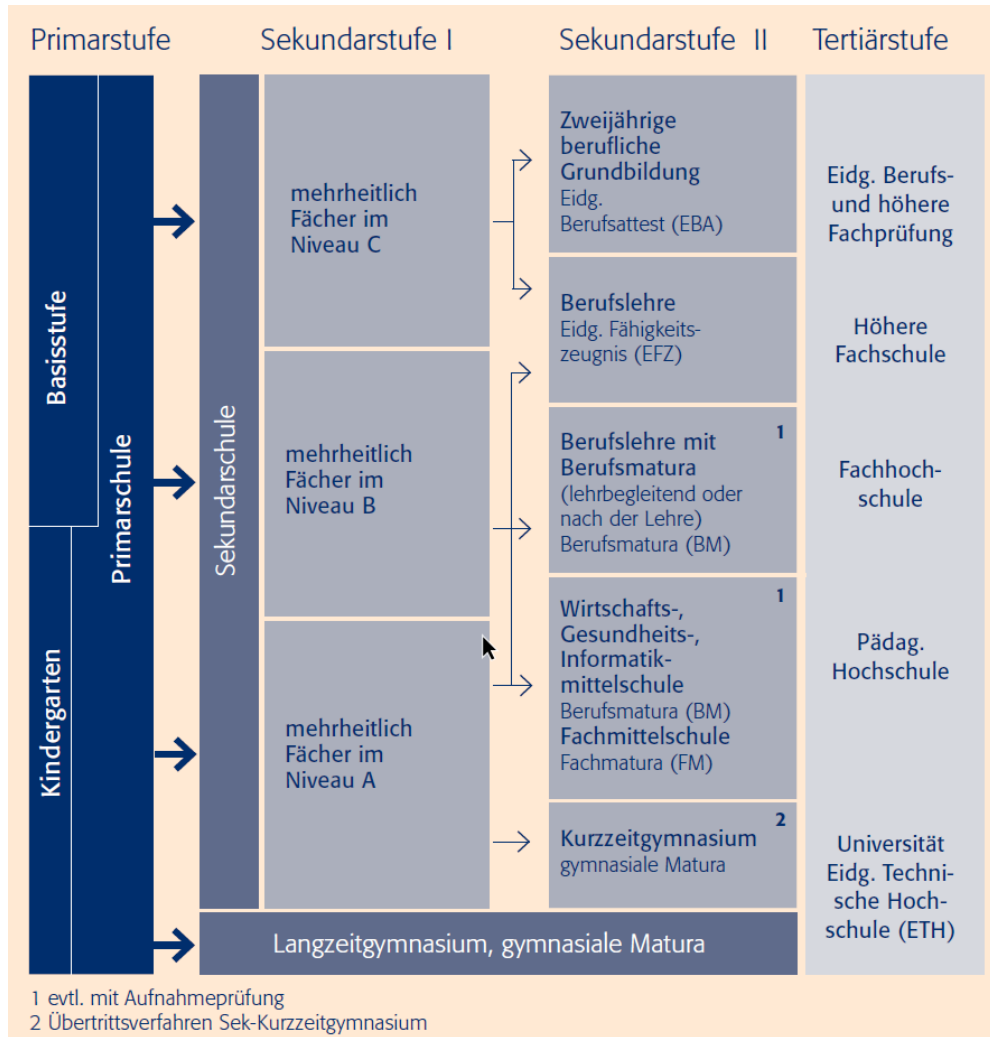 Primarstufe
Sekundarstufe I
Sekundarstufe II
Tertiärstufe
Basisstufe
Kindergarten
Primarschule
Sekundarschule
mehrheitlich
Fächer im
Niveau C
mehrheitlich
Fächer im
Niveau B
mehrheitlich
Fächer im
Niveau A
Zweijährige
berufliche
Grundbildung
Eidg.
Berufsattest (EBA)
Berufslehre
Eidg. Fähigkeits-
zeugnis (EFZ)
Berufslehre mit 1
Berufsmatura
(lehrbegleitend oder
nach der Lehre)
Berufsmatura (BM)
Wirtschafts-, 1
Gesundheits-,
Informatik-
mittelschule
Berufsmatura (BM)
Fachmittelschule
Fachmatura (FM)
Kurzzeitgymnasium 2
gymnasiale Matura
Langzeitgymnasium, gymnasiale Matura
Eidg. Berufs-
und höhere
Fachprüfung
Höhere
Fachschule
Fachhoch-
schule
Pädag.
Hochschule
Universität
Eidg. Techni-
sche Hoch-
schule (ETH)
1 evtl. mit Aufnahmeprüfung
2 Übertrittsverfahren Sek-Kurzzeitgymnasium